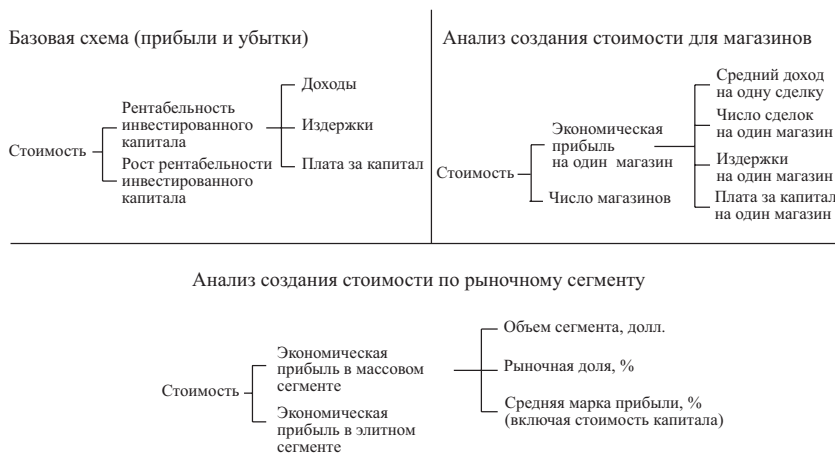 Базовая схема (прибыли и убытки)
Стоимость
Рентабельность
инвестированного
капитала
Рост рентабельности
инвестированного
капитала
Доходы
Издержки
Плата за капитал
Анализ создания стоимости для магазинов
Стоимость
Экономическая
прибыль
на один магазин
Число магазинов
Средний доход
на одну сделку
Число сделок
на один магазин
Издержки
на один магазин
Плата за капитал
на один магазин
Анализ создания стоимости по рыночному сегменту
Стоимость
Экономическая
прибыль в массовом
сегменте
Экономическая
прибыль в элитном
сегменте
Объем сегмента, долл.
Рыночная доля, %
Средняя марка прибыли, %
(включая стоимость капитала)